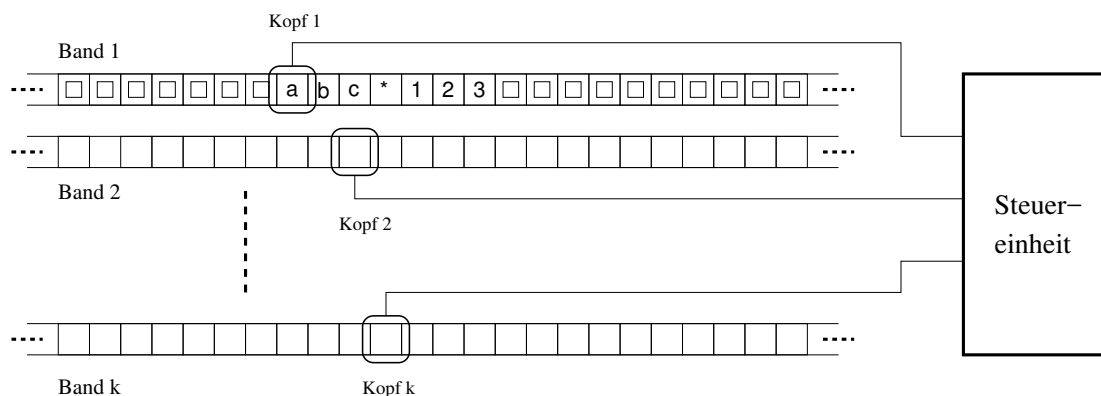 Kopf 1
Band 1
□ □ □ □ □ □ □ a b c * 1 2 3 □ □ □ □ □ □ □ □ □ □
Band 2
Kopf 2
Steuer−
einheit
Band k
Kopf k